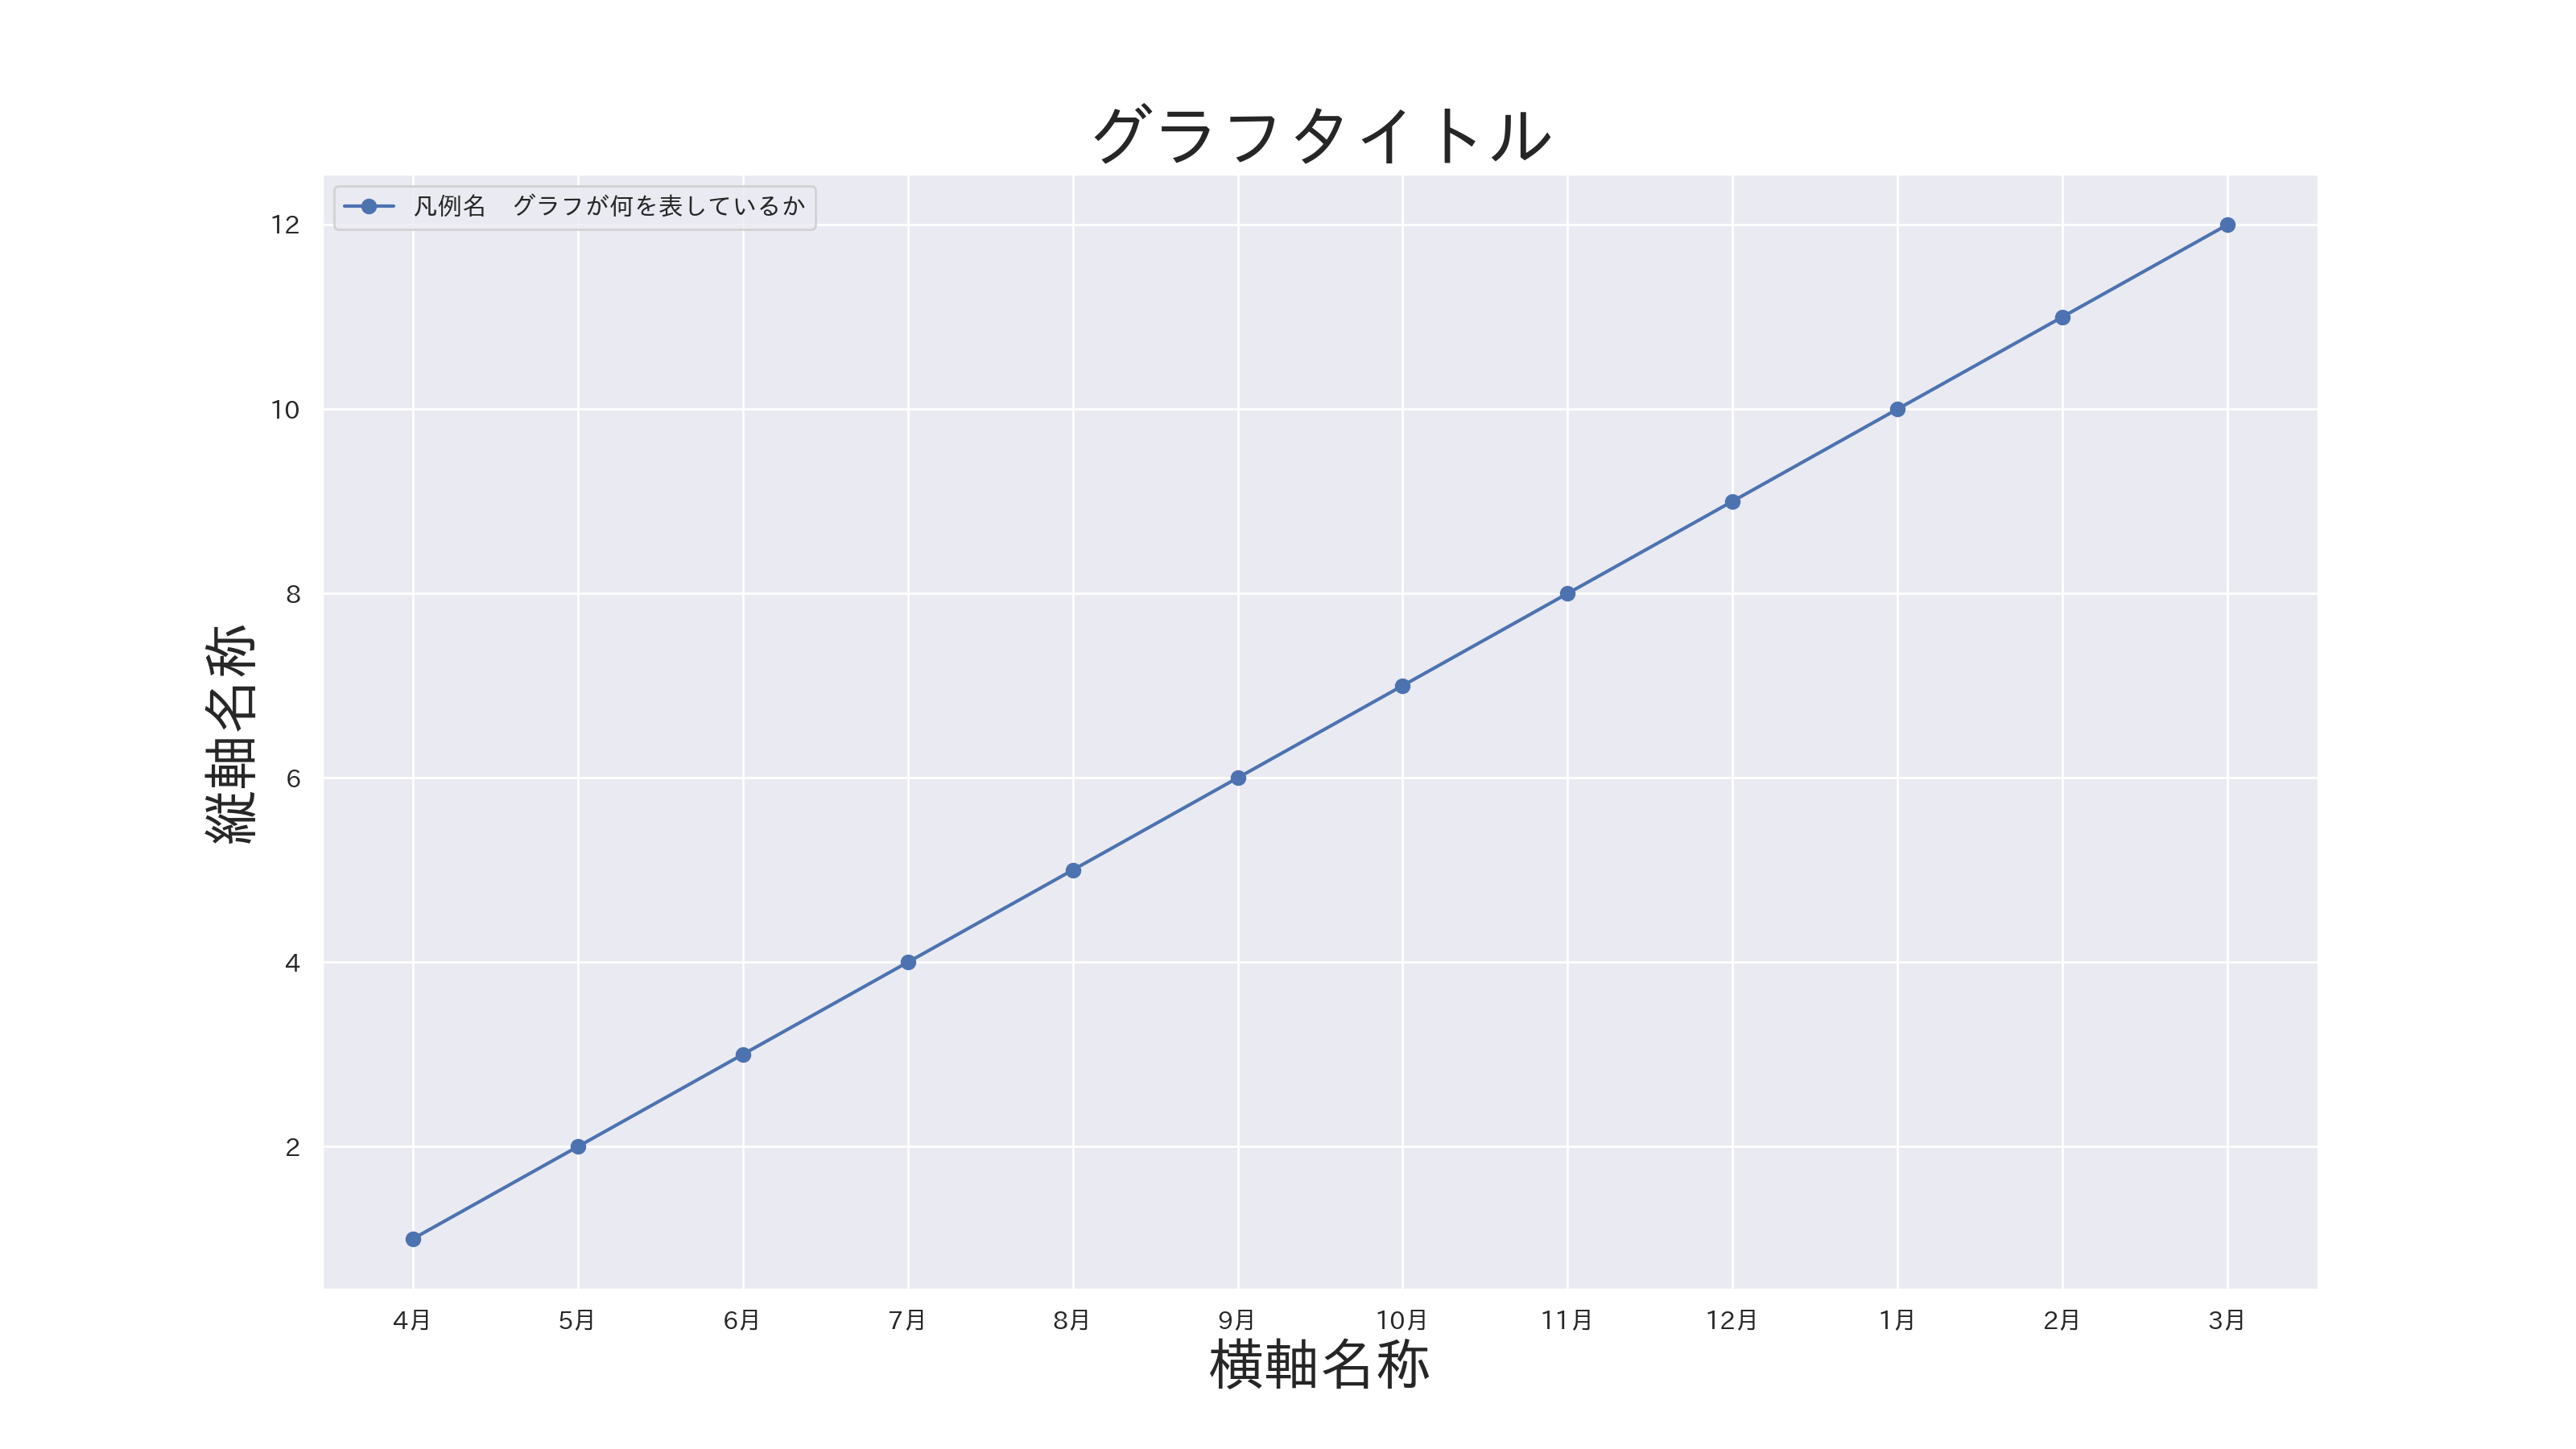 グラフタイトル
凡例名　グラフが何を表しているか
12
10
8
6
4
2
縦軸名称
4月 5月 6月 7月 8月 9月 10月 11月 12月 1月 2月 3月
横軸名称